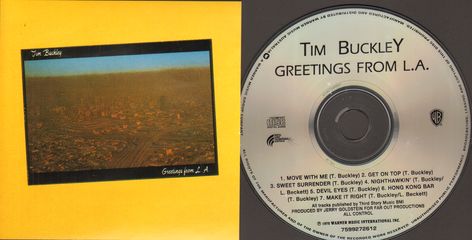 Tim Buckley
Greetings from L.A.
TIM BUCKLEY
GREETINGS FROM L.A.
1. MOVE WITH ME (T. Buckley) 2. GET ON TOP (T. Buckley)
3. SWEET SURRENDER (T. Buckley) 4. NIGHTHAWKIN' (T. Buckley/
L. Beckett) 5. DEVIL EYES (T. Buckley) 6. HONG KONG BAR
(T. Buckley) 7. MAKE IT RIGHT (T. Buckley/L. Beckett)
All tracks published by Third Story Music BMI
PRODUCED BY JERRY GOLDSTEIN FOR FAR OUT PRODUCTIONS
ALL CONTROL
WARNER MUSIC INTERNATIONAL INC.
7599272612